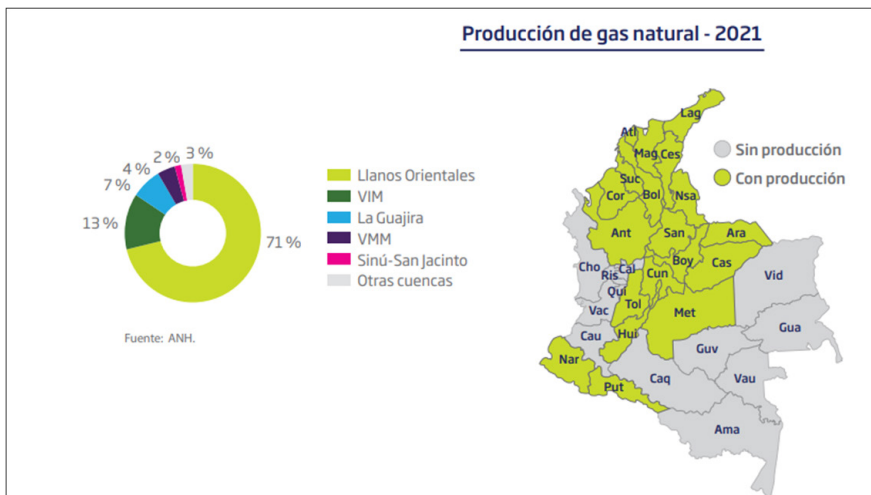 Producción de gas natural - 2021
3 %
2 %
4 %
7 %
13 %
71 %
Llanos Orientales
VIM
La Guajira
VMM
Sinú-San Jacinto
Otras cuencas
Fuente: ANH.
Sin producción
Con producción
Lag
Atl
Mag
Ces
Suc
Cor
Bol
Nsa
Ant
San
Ara
Boy
Cas
Cho
Cal
Ris
Cun
Vid
Qui
Tol
Vac
Met
Gua
Cau
Hui
Guv
Nar
Put
Caq
Vau
Ama